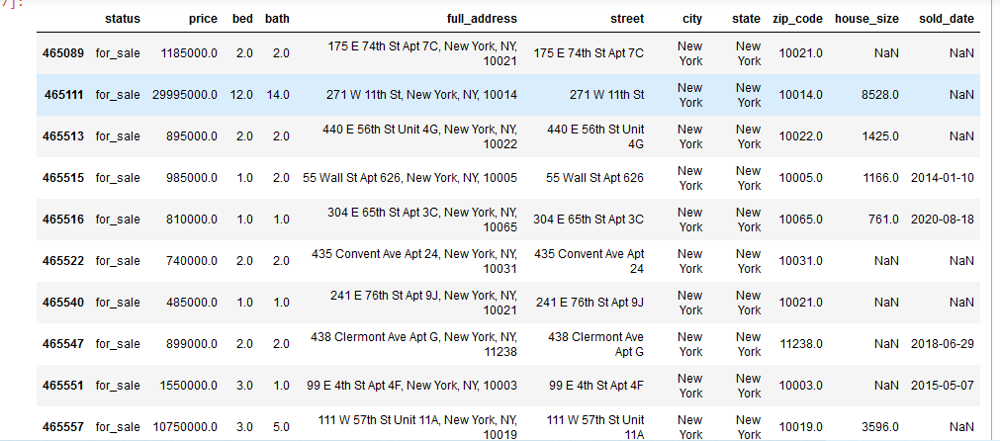 7]:
status price bed bath full_address street city state zip_code house_size sold_date
465089 for_sale 1185000.0 2.0 2.0 175 E 74th St Apt 7C, New York, NY, 10021 175 E 74th St Apt 7C New York New York 10021.0 NaN NaN
465111 for_sale 29995000.0 12.0 14.0 271 W 11th St, New York, NY, 10014 271 W 11th St New York New York 10014.0 8528.0 NaN
465513 for_sale 895000.0 2.0 2.0 440 E 56th St Unit 4G, New York, NY, 10022 440 E 56th St Unit 4G New York New York 10022.0 1425.0 NaN
465515 for_sale 985000.0 1.0 2.0 55 Wall St Apt 626, New York, NY, 10005 55 Wall St Apt 626 New York New York 10005.0 1166.0 2014-01-10
465516 for_sale 810000.0 1.0 1.0 304 E 65th St Apt 3C, New York, NY, 10065 304 E 65th St Apt 3C New York New York 10065.0 761.0 2020-08-18
465522 for_sale 740000.0 2.0 2.0 435 Convent Ave Apt 24, New York, NY, 10031 435 Convent Ave Apt 24 New York New York 10031.0 NaN NaN
465540 for_sale 485000.0 1.0 1.0 241 E 76th St Apt 9J, New York, NY, 10021 241 E 76th St Apt 9J New York New York 10021.0 NaN NaN
465547 for_sale 899000.0 2.0 2.0 438 Clermont Ave Apt G, New York, NY, 11238 438 Clermont Ave Apt G New York New York 11238.0 NaN 2018-06-29
465551 for_sale 1550000.0 3.0 1.0 99 E 4th St Apt 4F, New York, NY, 10003 99 E 4th St Apt 4F New York New York 10003.0 NaN 2015-05-07
465557 for_sale 10750000.0 3.0 5.0 111 W 57th St Unit 11A, New York, NY, 10019 111 W 57th St Unit 11A New York New York 10019.0 3596.0 NaN